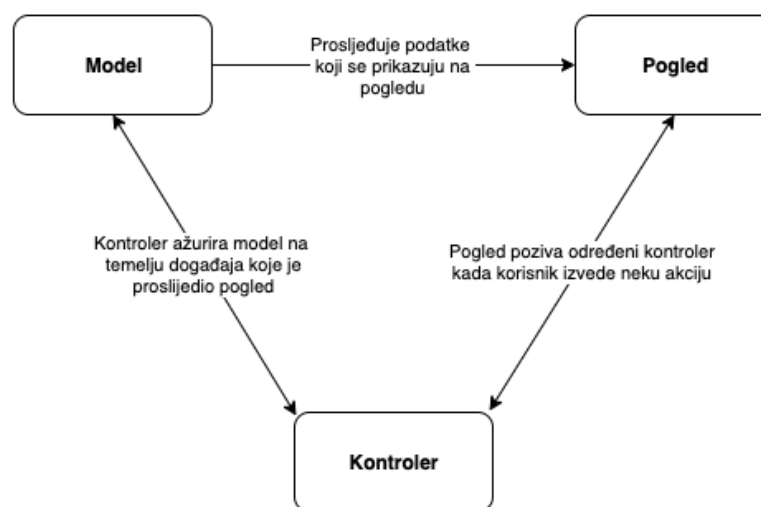 Model
Prosljeđuje podatke
koji se prikazuju na
pogledu
Pogled
Kontroler ažurira model na
temelju događaja koje je
proslijedio pogled
Pogled poziva određeni kontroler
kada korisnik izvede neku akciju
Kontroler